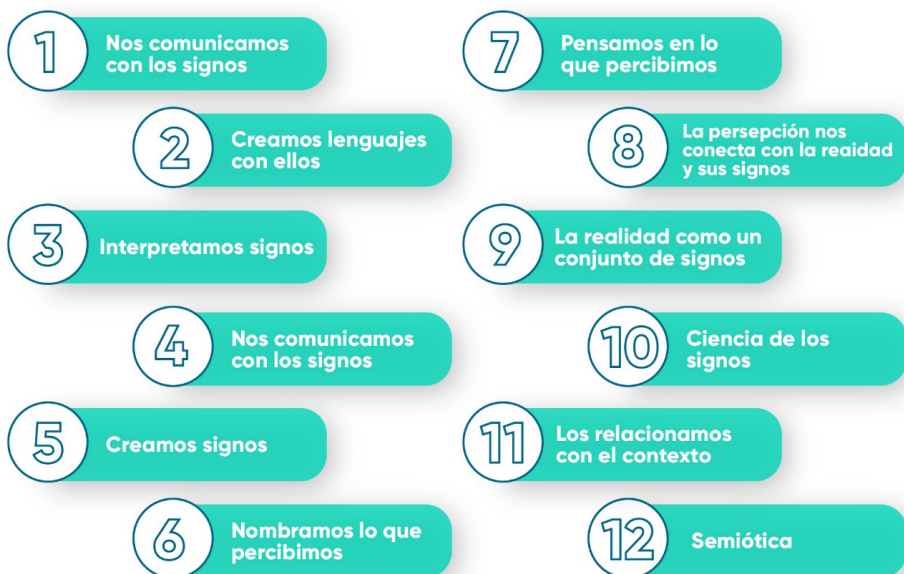 1
Nos comunicamos
con los signos
2
Creamos lenguajes
con ellos
3
Interpretamos signos
4
Nos comunicamos
con los signos
5
Creamos signos
6
Nombramos lo que
percibimos
7
Pensamos en lo
que percibimos
8
La persepción nos
conecta con la reaidad
y sus signos
9
La realidad como un
conjunto de signos
10
Ciencia de los
signos
11
Los relacionamos
con el contexto
12
Semiótica